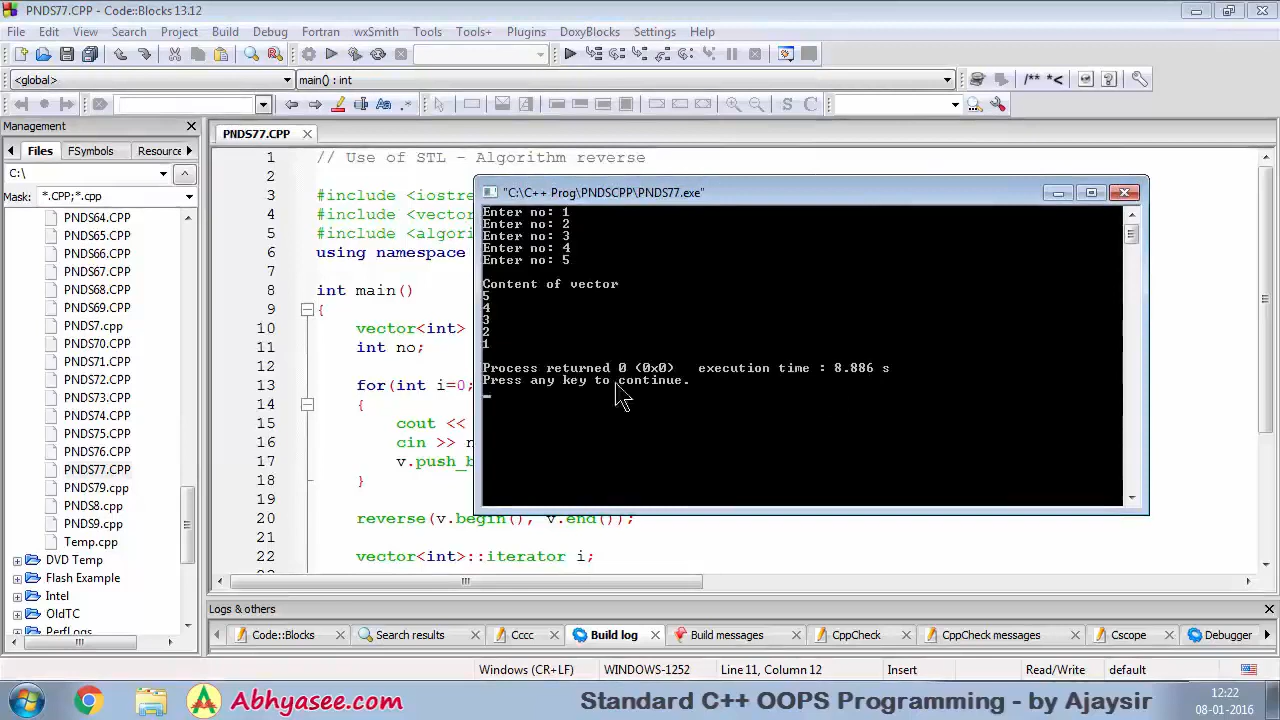 PNDS77.CPP - Code::Blocks 13.12
File Edit View Search Project Build Debug Fortran wxSmith Tools Tools+ Plugins DoxyBlocks Settings Help
<global> main() : int
/** *<
S C
Management
Files FSymbols Resource
C:\
Mask: *.CPP;*.cpp
PNDS64.CPP
PNDS65.CPP
PNDS66.CPP
PNDS67.CPP
PNDS68.CPP
PNDS69.CPP
PNDS7.cpp
PNDS70.CPP
PNDS71.CPP
PNDS72.CPP
PNDS73.CPP
PNDS74.CPP
PNDS75.CPP
PNDS76.CPP
PNDS77.CPP
PNDS79.cpp
PNDS8.cpp
PNDS9.cpp
Temp.cpp
DVD Temp
Flash Example
Intel
OldTC
PerfLogs
PNDS77.CPP
1 // Use of STL - Algorithm reverse
2
3 #include <iostre
4 #include <vector
5 #include <algori
6 using namespace
7
8 int main()
9 {
10 vector<int>
11 int no;
12
13 for(int i=0;
14 {
15 cout <<
16 cin >> n
17 v.push_b
18 }
19
20 reverse(v.begin(), v.end());
21
22 vector<int>::iterator i;
"C:\C++ Prog\PNDSCPP\PNDS77.exe"
Enter no: 1
Enter no: 2
Enter no: 3
Enter no: 4
Enter no: 5
Content of vector
5
4
3
2
1
Process returned 0 (0x0) execution time : 8.886 s
Press any key to continue.
Logs & others
Code::Blocks Search results Cccc Build log Build messages CppCheck CppCheck messages Cscope Debugger
Windows (CR+LF) WINDOWS-1252 Line 11, Column 12 Insert Read/Write default
Abhyasee.com Standard C++ OOPS Programming - by Ajaysir
12:22
08-01-2016